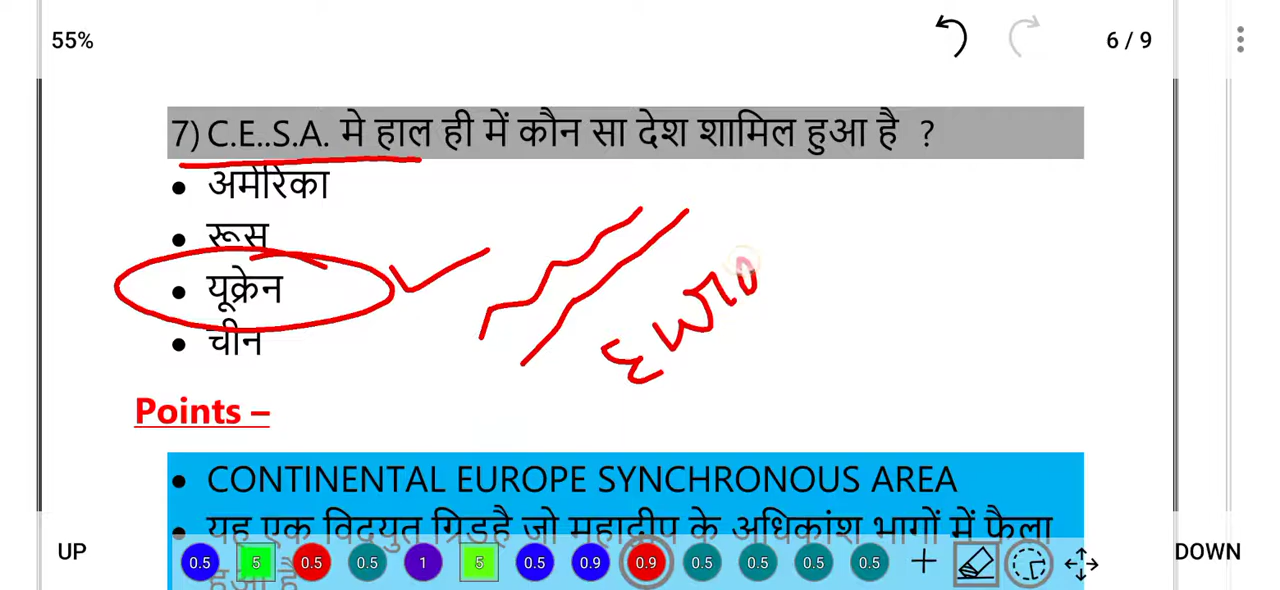 55%
6 / 9
7) C.E..S.A. मे हाल ही में कौन सा देश शामिल हुआ है ?
• अमेरिका
• रूस
• यूक्रेन
• चीन
Euro
Points –
• CONTINENTAL EUROPE SYNCHRONOUS AREA
• यह एक विद्युत ग्रिडहै जो महाद्वीप के अधिकांश भागों में फैला
हुआ है
UP
0.5 5 0.5 0.5 1 5 0.5 0.9 0.9 0.5 0.5 0.5 0.5
DOWN